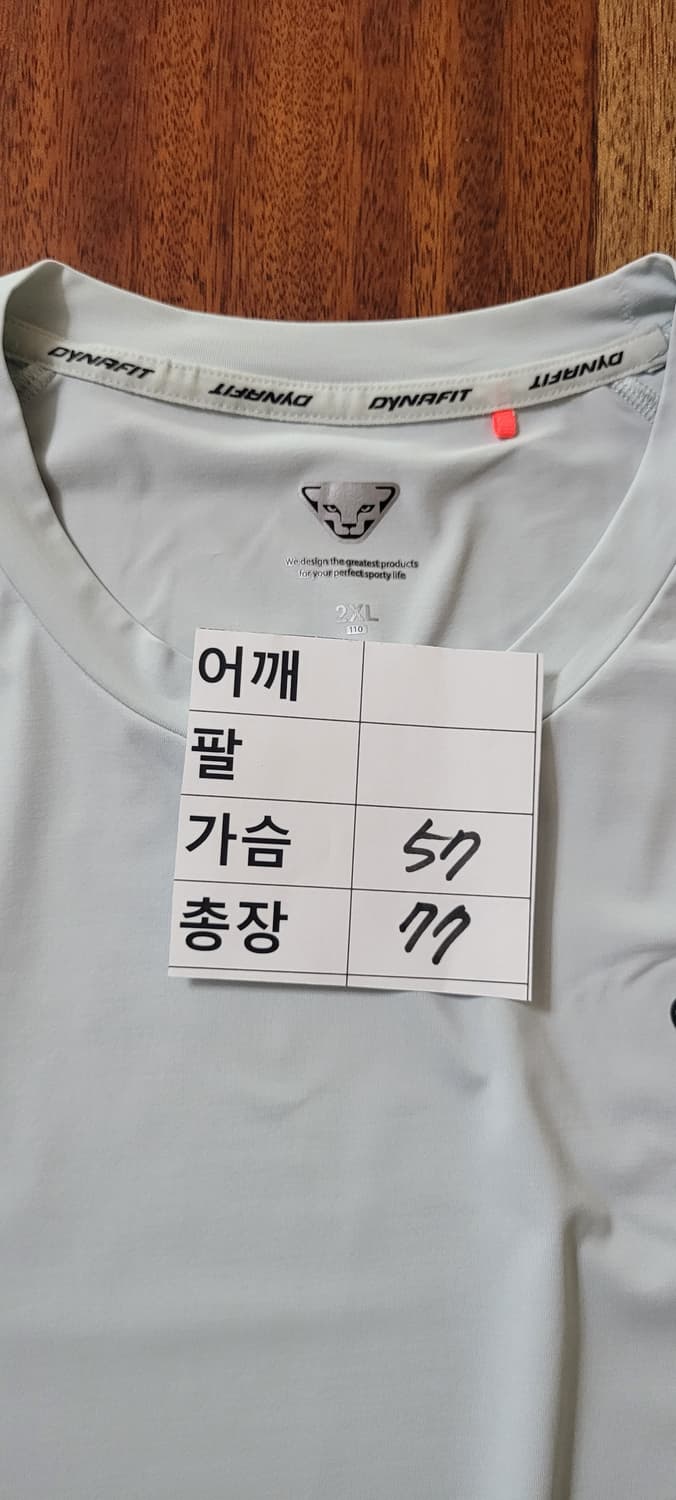 DYNAFIT DYNAFIT DYNAFIT DYNAFIT
We design the greatest products
for your perfect sporty life
2XL
110
어깨
팔
가슴 57
총장 77